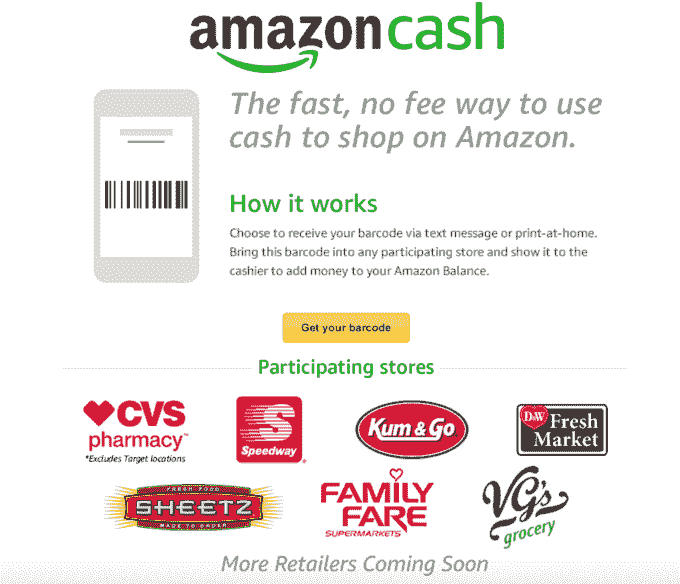 amazoncash
The fast, no fee way to use
cash to shop on Amazon.
How it works
Choose to receive your barcode via text message or print-at-home.
Bring this barcode into any participating store and show it to the
cashier to add money to your Amazon Balance.
Get your barcode
Participating stores
CVS
pharmacy™
*Excludes Target locations
S
Speedway®
Kum & Go®
D&W Fresh
Market
FRESH FOOD
SHEETZ
MADE TO ORDER
FAMILY
FARE
SUPERMARKETS
VG's
grocery
More Retailers Coming Soon